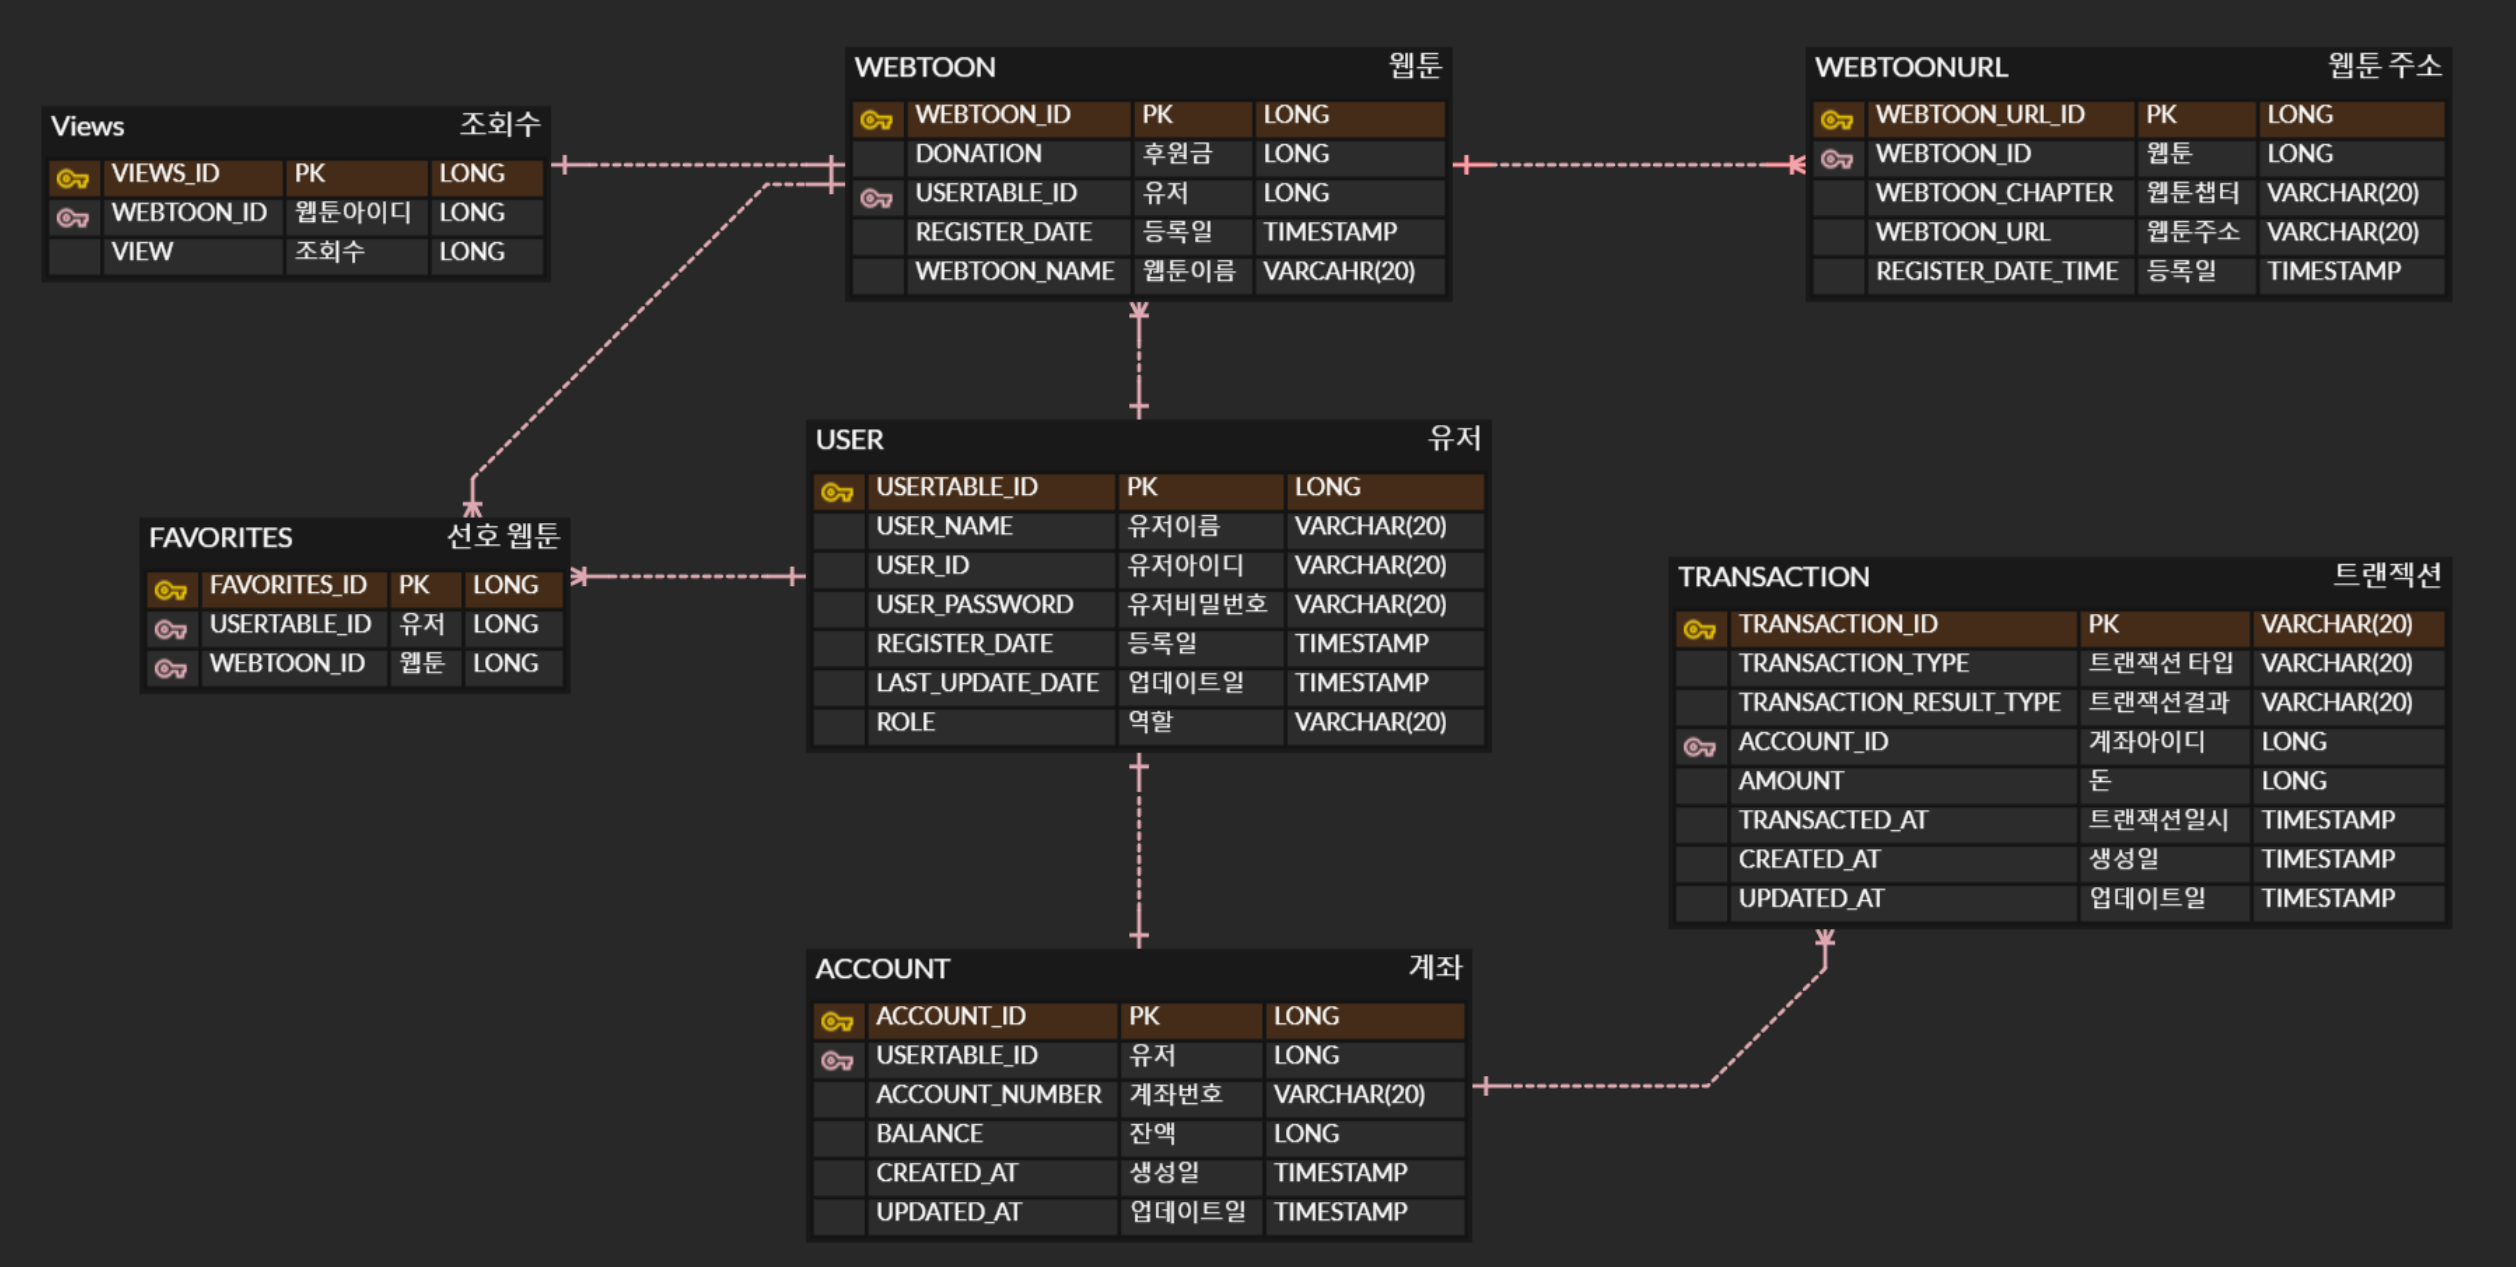 Views 조회수
VIEWS_ID PK LONG
WEBTOON_ID 웹툰아이디 LONG
VIEW 조회수 LONG
WEBTOON 웹툰
WEBTOON_ID PK LONG
DONATION 후원금 LONG
USERTABLE_ID 유저 LONG
REGISTER_DATE 등록일 TIMESTAMP
WEBTOON_NAME 웹툰이름 VARCAHR(20)
WEBTOONURL 웹툰 주소
WEBTOON_URL_ID PK LONG
WEBTOON_ID 웹툰 LONG
WEBTOON_CHAPTER 웹툰챕터 VARCHAR(20)
WEBTOON_URL 웹툰주소 VARCHAR(20)
REGISTER_DATE_TIME 등록일 TIMESTAMP
FAVORITES 선호 웹툰
FAVORITES_ID PK LONG
USERTABLE_ID 유저 LONG
WEBTOON_ID 웹툰 LONG
USER 유저
USERTABLE_ID PK LONG
USER_NAME 유저이름 VARCHAR(20)
USER_ID 유저아이디 VARCHAR(20)
USER_PASSWORD 유저비밀번호 VARCHAR(20)
REGISTER_DATE 등록일 TIMESTAMP
LAST_UPDATE_DATE 업데이트일 TIMESTAMP
ROLE 역할 VARCHAR(20)
TRANSACTION 트랜젝션
TRANSACTION_ID PK VARCHAR(20)
TRANSACTION_TYPE 트랜잭션 타입 VARCHAR(20)
TRANSACTION_RESULT_TYPE 트랜잭션결과 VARCHAR(20)
ACCOUNT_ID 계좌아이디 LONG
AMOUNT 돈 LONG
TRANSACTED_AT 트랜잭션일시 TIMESTAMP
CREATED_AT 생성일 TIMESTAMP
UPDATED_AT 업데이트일 TIMESTAMP
ACCOUNT 계좌
ACCOUNT_ID PK LONG
USERTABLE_ID 유저 LONG
ACCOUNT_NUMBER 계좌번호 VARCHAR(20)
BALANCE 잔액 LONG
CREATED_AT 생성일 TIMESTAMP
UPDATED_AT 업데이트일 TIMESTAMP